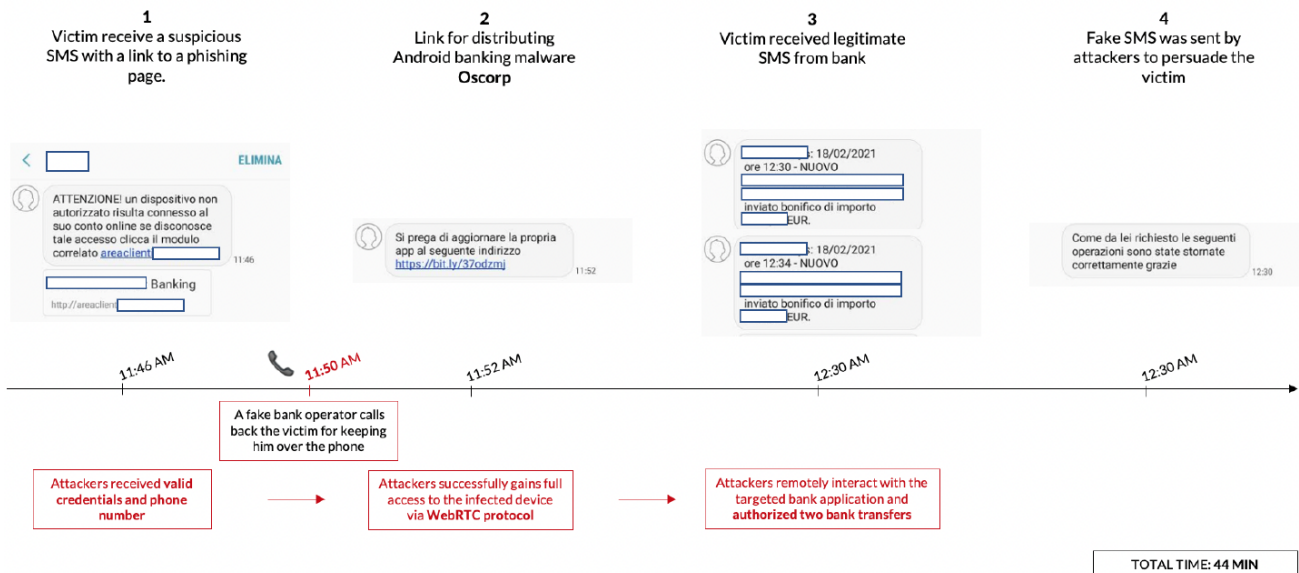 1
Victim receive a suspicious
SMS with a link to a phishing
page.
2
Link for distributing
Android banking malware
Oscorp
3
Victim received legitimate
SMS from bank
4
Fake SMS was sent by
attackers to persuade the
victim
ELIMINA
ATTENZIONE! un dispositivo non
autorizzato risulta connesso al
suo conto online se disconosce
tale accesso clicca il modulo
correlato areaclient
11:46
Banking
http://areaclient
Si prega di aggiornare la propria
app al seguente indirizzo
https://bit.ly/37odzmj
11:52
s: 18/02/2021
ore 12:30 - NUOVO
inviato bonifico di importo
EUR.
s: 18/02/2021
ore 12:34 - NUOVO
inviato bonifico di importo
EUR.
Come da lei richiesto le seguenti
operazioni sono state stornate
correttamente grazie
12:30
11:46 AM
11:50 AM
11:52 AM
12:30 AM
12:30 AM
A fake bank operator calls
back the victim for keeping
him over the phone
Attackers received valid
credentials and phone
number
Attackers successfully gains full
access to the infected device
via WebRTC protocol
Attackers remotely interact with the
targeted bank application and
authorized two bank transfers
TOTAL TIME: 44 MIN